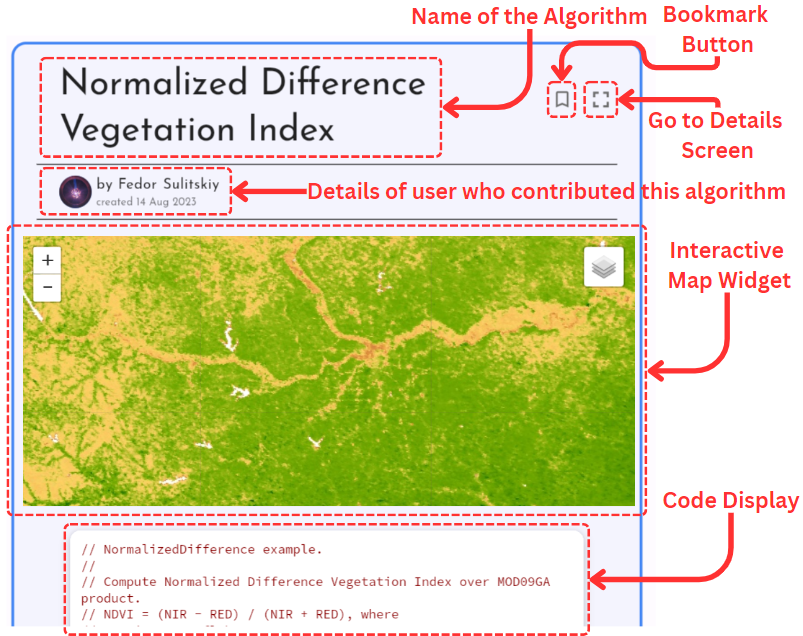 Name of the Algorithm
Bookmark
Button
Normalized Difference
Vegetation Index
Go to Details
Screen
by Fedor Sulitskiy
created 14 Aug 2023
Details of user who contributed this algorithm
+
−
Interactive
Map Widget
Code Display
// NormalizedDifference example.
//
// Compute Normalized Difference Vegetation Index over MOD09GA
product.
// NDVI = (NIR - RED) / (NIR + RED), where